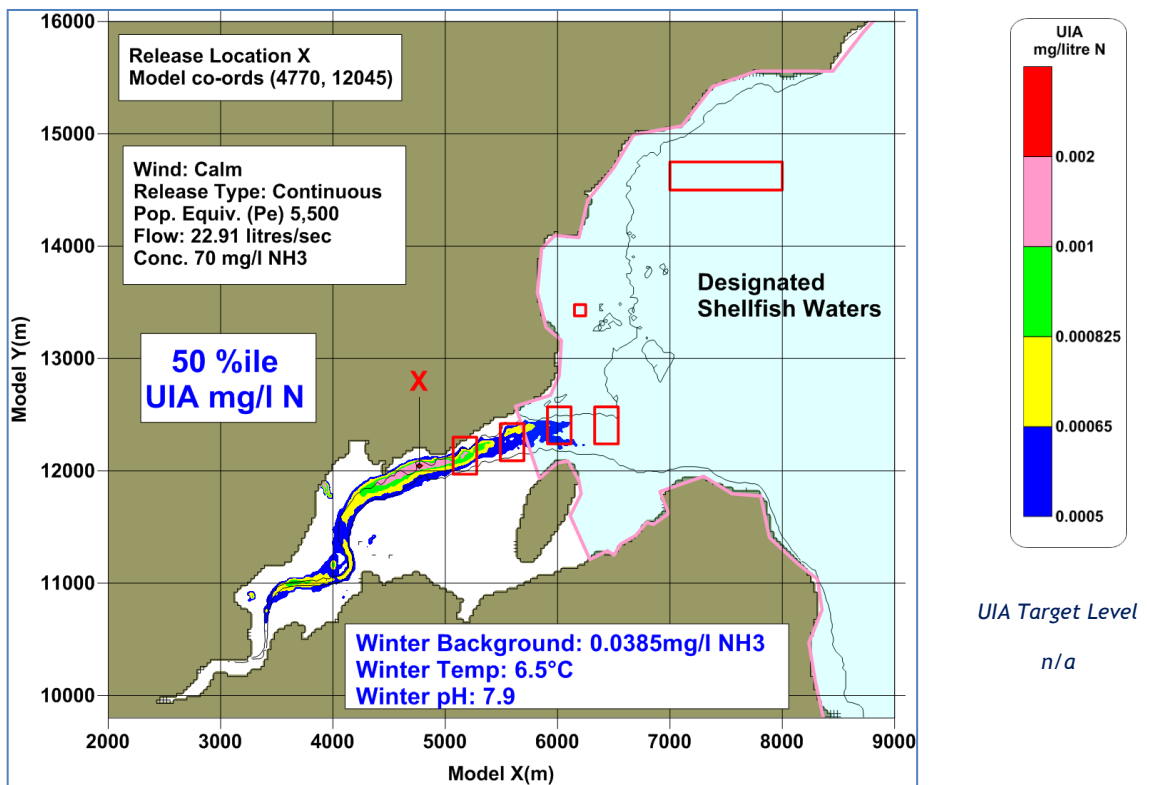 16000
15000
14000
13000
12000
11000
10000
Model Y(m)
Release Location X
Model co-ords (4770, 12045)
Wind: Calm
Release Type: Continuous
Pop. Equiv. (Pe) 5,500
Flow: 22.91 litres/sec
Conc. 70 mg/l NH3
50 %ile
UIA mg/l N
X
Designated
Shellfish Waters
Winter Background: 0.0385mg/l NH3
Winter Temp: 6.5°C
Winter pH: 7.9
2000 3000 4000 5000 6000 7000 8000 9000
Model X(m)
UIA
mg/litre N
0.002
0.001
0.000825
0.00065
0.0005
UIA Target Level
n/a